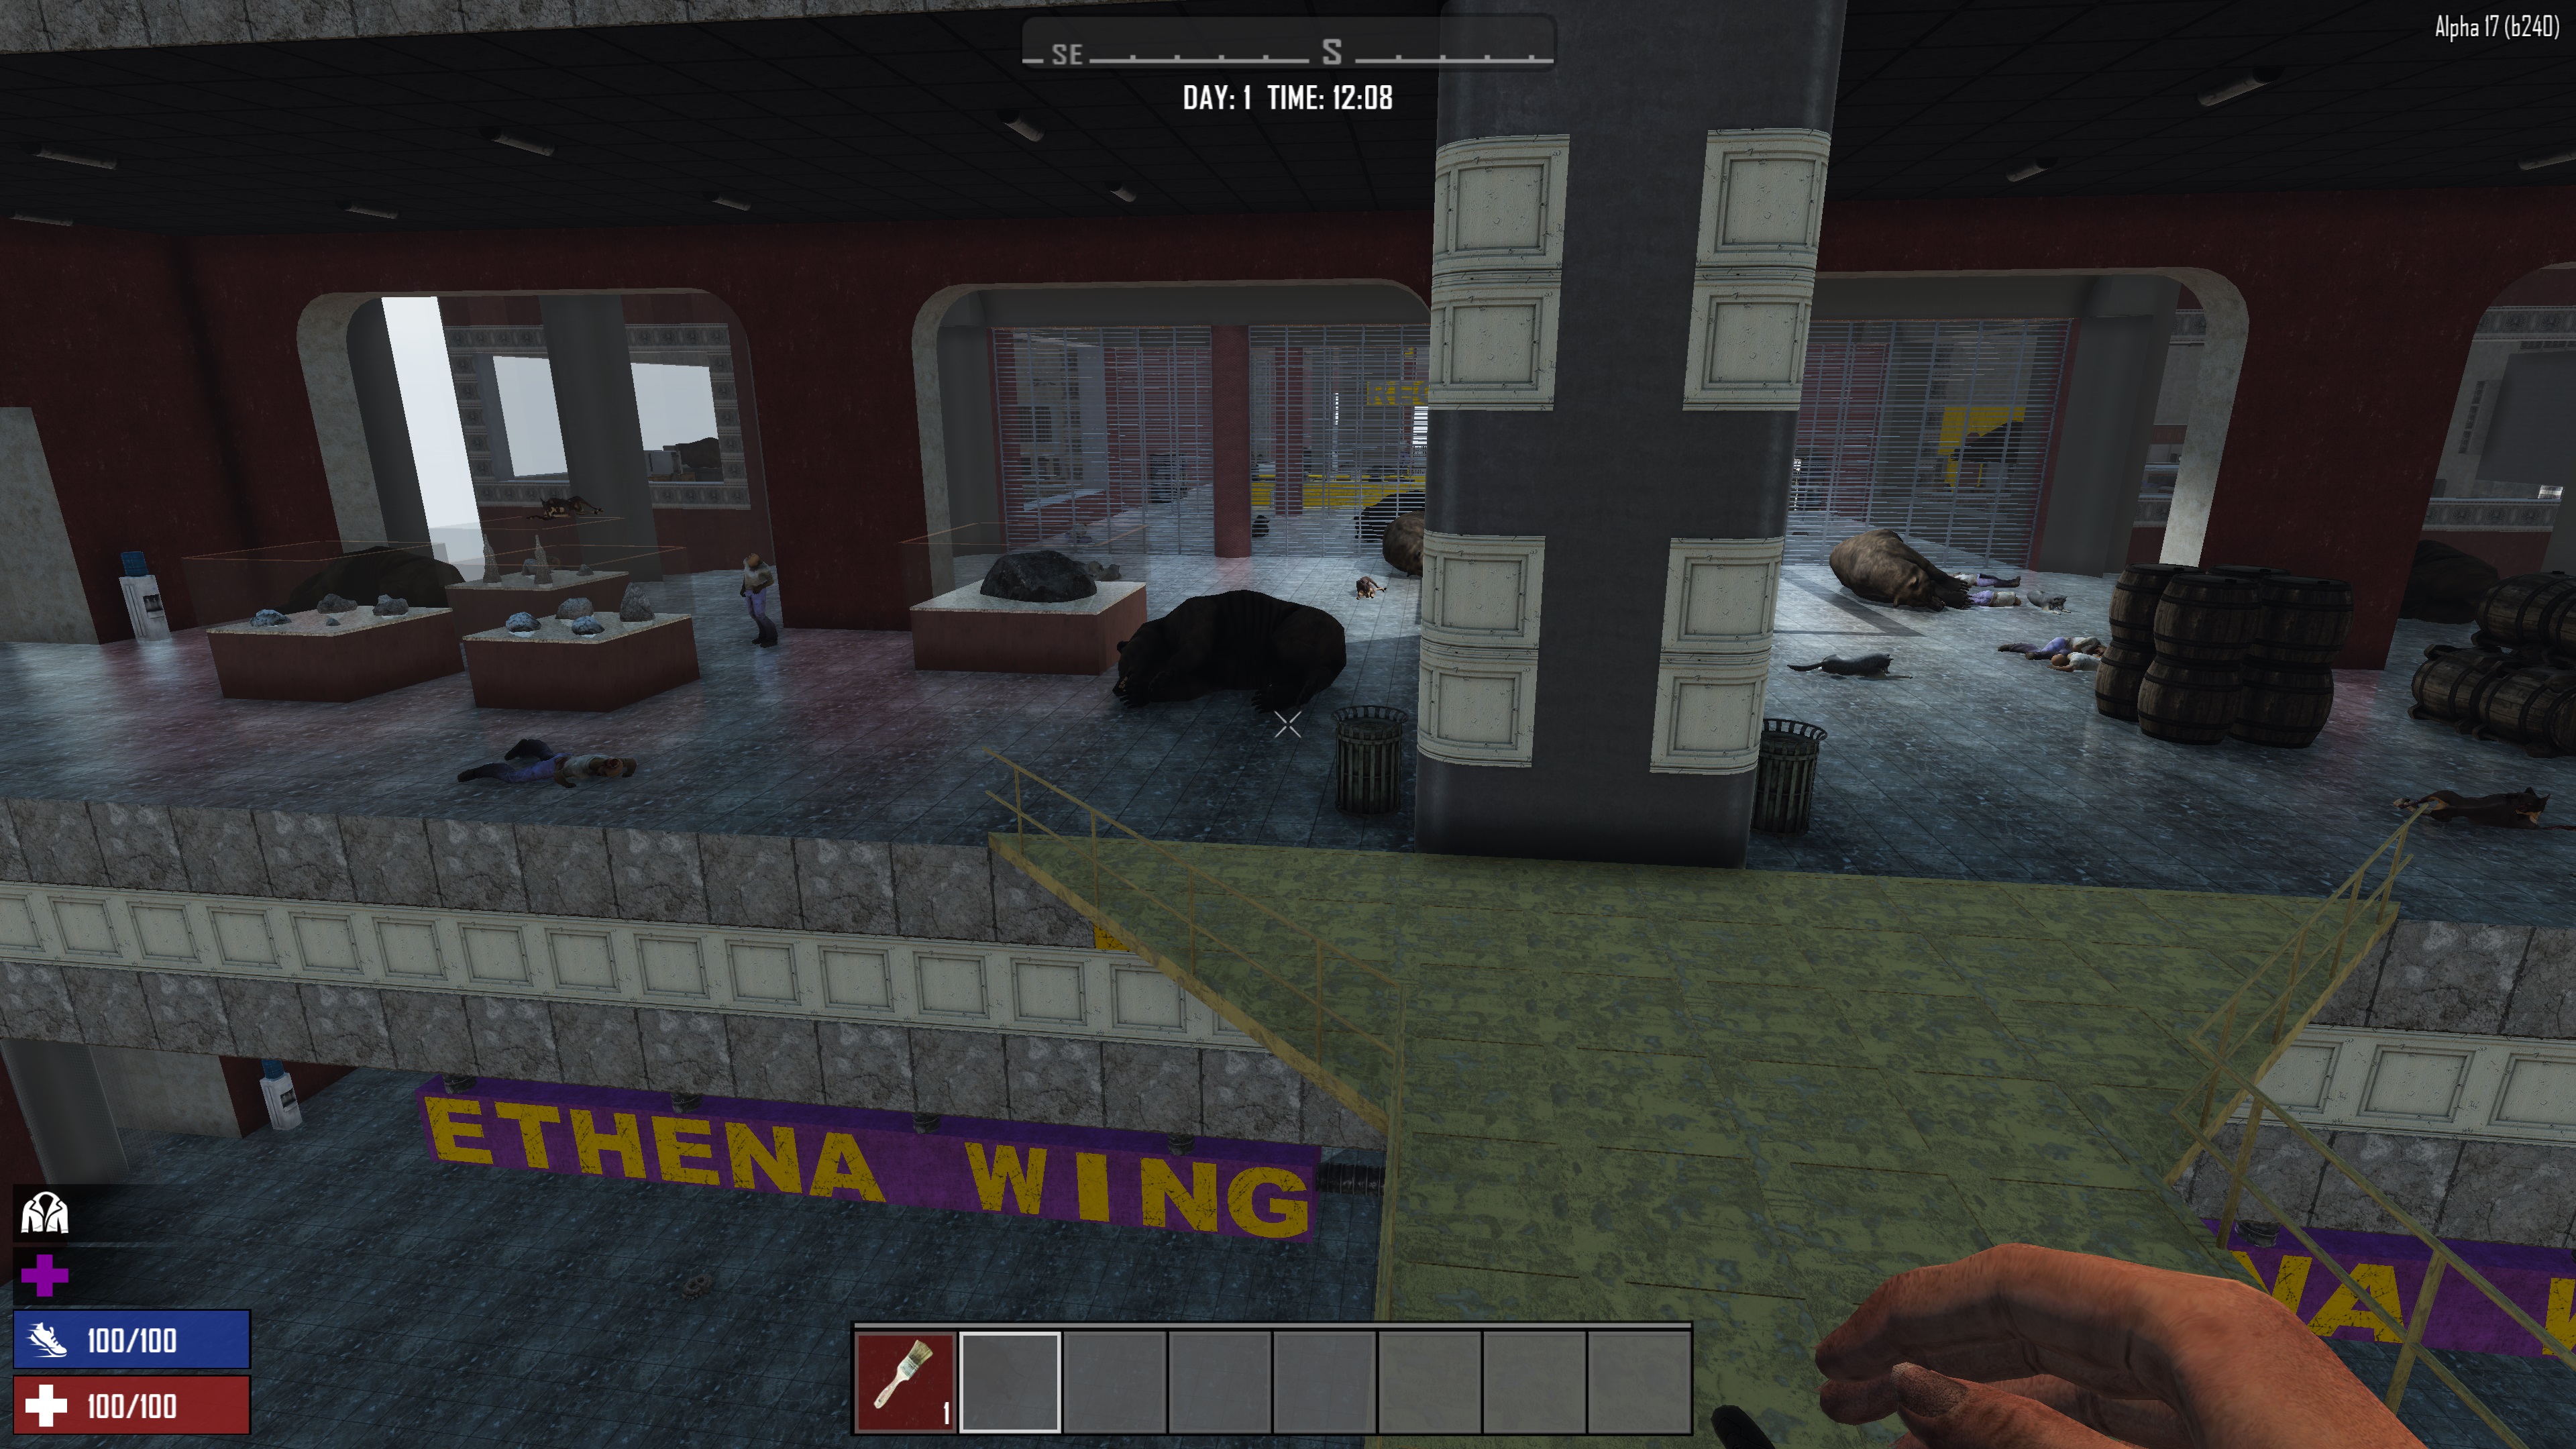 Alpha 17 (b240)
SE S
DAY: 1 TIME: 12:08
ETHENA WING
100/100
100/100
1